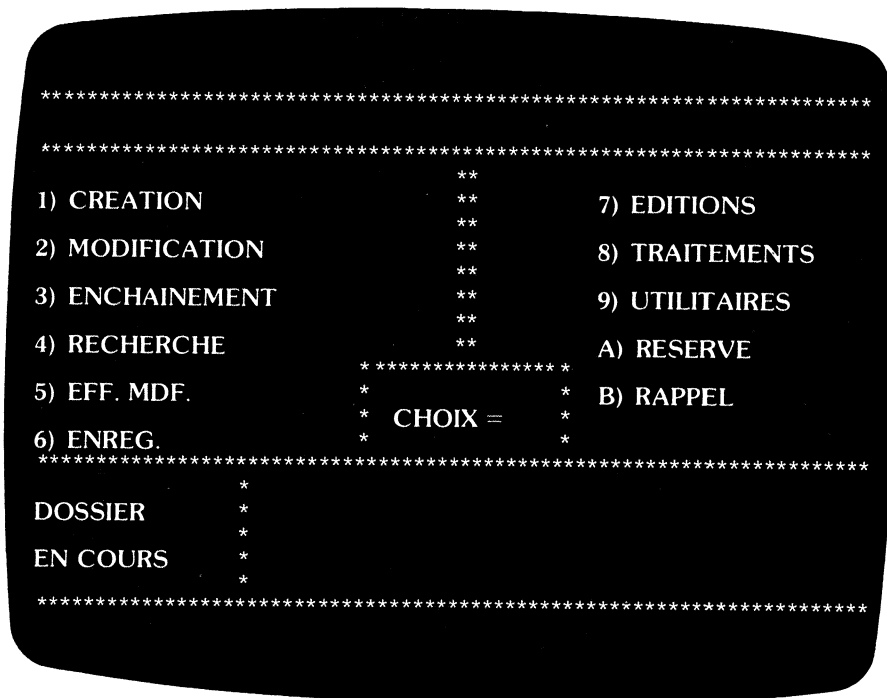 1) CREATION
2) MODIFICATION
3) ENCHAINEMENT
4) RECHERCHE
5) EFF. MDF.
6) ENREG.
7) EDITIONS
8) TRAITEMENTS
9) UTILITAIRES
A) RESERVE
B) RAPPEL
CHOIX =
DOSSIER
EN COURS